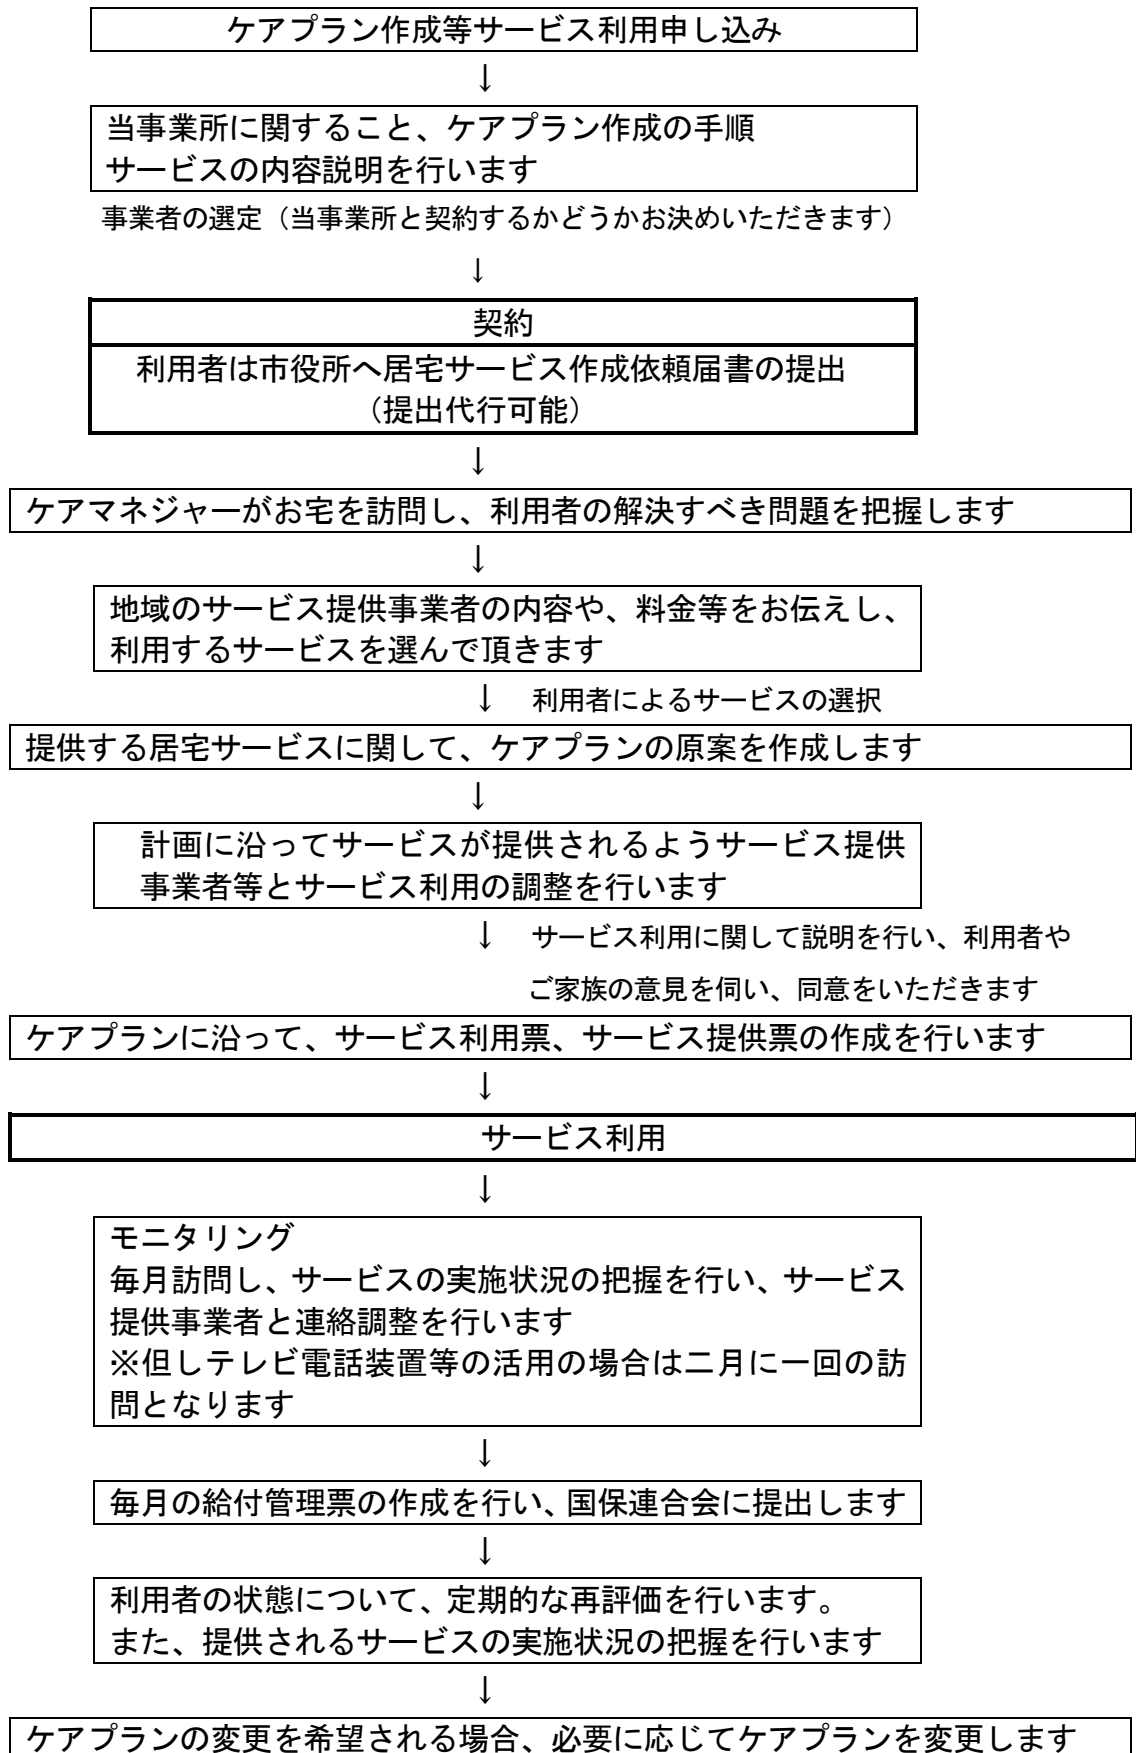 ケアプラン作成等サービス利用申し込み
↓
当事業所に関すること、ケアプラン作成の手順
サービスの内容説明を行います
事業者の選定（当事業所と契約するかどうかお決めいただきます）
↓
契約
利用者は市役所へ居宅サービス作成依頼届書の提出
（提出代行可能）
↓
ケアマネジャーがお宅を訪問し、利用者の解決すべき問題を把握します
↓
地域のサービス提供事業者の内容や、料金等をお伝えし、
利用するサービスを選んで頂きます
↓ 利用者によるサービスの選択
提供する居宅サービスに関して、ケアプランの原案を作成します
↓
計画に沿ってサービスが提供されるようサービス提供
事業者等とサービス利用の調整を行います
↓ サービス利用に関して説明を行い、利用者や
ご家族の意見を伺い、同意をいただきます
ケアプランに沿って、サービス利用票、サービス提供票の作成を行います
↓
サービス利用
↓
モニタリング
毎月訪問し、サービスの実施状況の把握を行い、サービス
提供事業者と連絡調整を行います
※但しテレビ電話装置等の活用の場合は二月に一回の訪
問となります
↓
毎月の給付管理票の作成を行い、国保連合会に提出します
↓
利用者の状態について、定期的な再評価を行います。
また、提供されるサービスの実施状況の把握を行います
↓
ケアプランの変更を希望される場合、必要に応じてケアプランを変更します